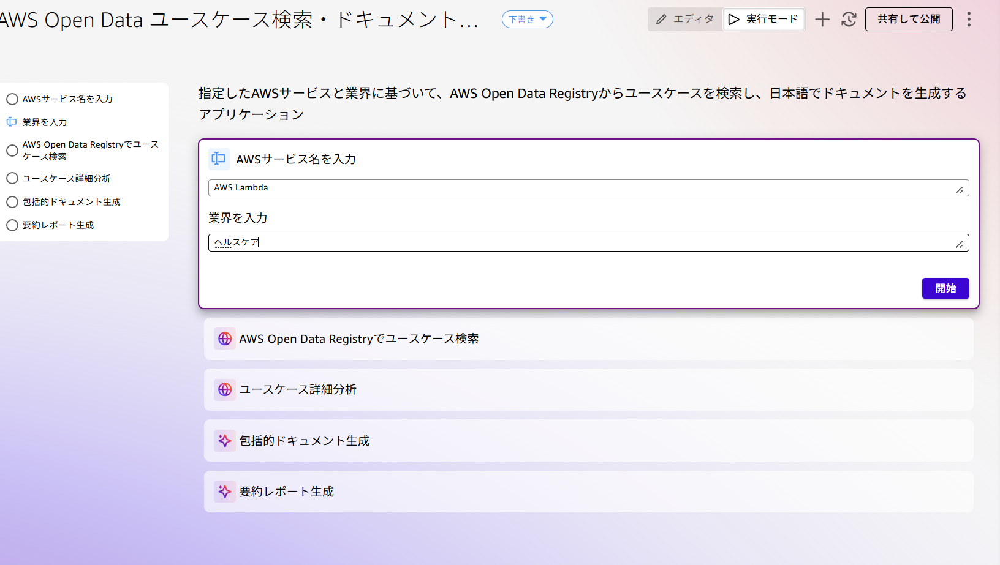 AWS Open Data ユースケース検索・ドキュメント...
下書き
エディタ
実行モード
共有して公開
AWSサービス名を入力
業界を入力
AWS Open Data Registryでユース
ケース検索
ユースケース詳細分析
包括的ドキュメント生成
要約レポート生成
指定したAWSサービスと業界に基づいて、AWS Open Data Registryからユースケースを検索し、日本語でドキュメントを生成する
アプリケーション
AWSサービス名を入力
AWS Lambda
業界を入力
ヘルスケア
開始
AWS Open Data Registryでユースケース検索
ユースケース詳細分析
包括的ドキュメント生成
要約レポート生成